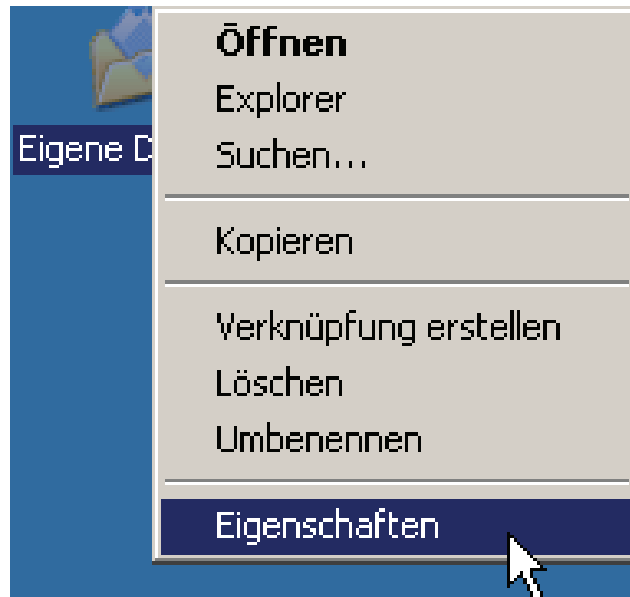 Öffnen
Explorer
Suchen...
Eigene
Kopieren
Verknüpfung erstellen
Löschen
Umbenennen
Eigenschaften